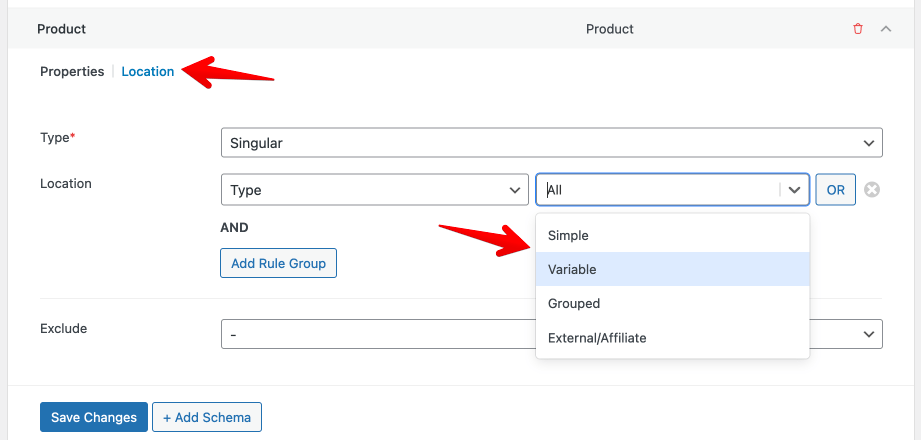 Product Product
Properties Location
Type*
Singular
Location
Type
All
OR
AND
Add Rule Group
Simple
Variable
Grouped
External/Affiliate
Exclude
-
Save Changes + Add Schema